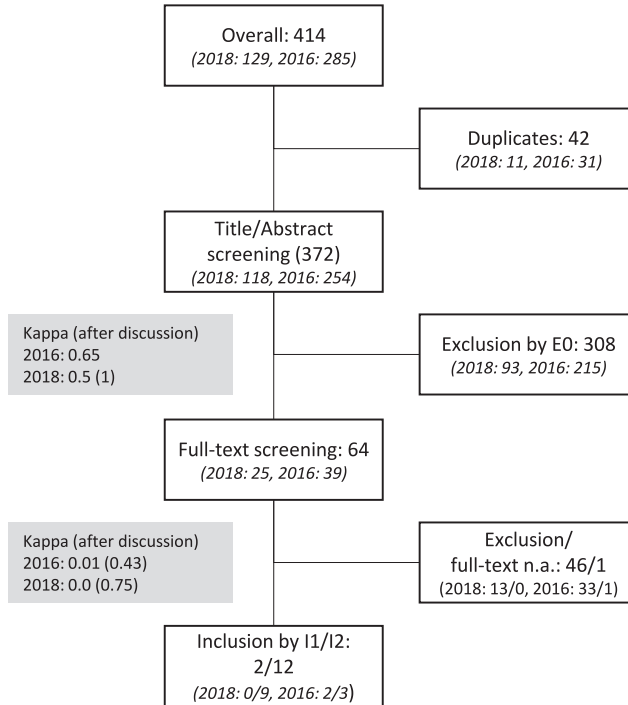 Overall: 414
(2018: 129, 2016: 285)
Duplicates: 42
(2018: 11, 2016: 31)
Title/Abstract
screening (372)
(2018: 118, 2016: 254)
Kappa (after discussion)
2016: 0.65
2018: 0.5 (1)
Exclusion by E0: 308
(2018: 93, 2016: 215)
Full-text screening: 64
(2018: 25, 2016: 39)
Kappa (after discussion)
2016: 0.01 (0.43)
2018: 0.0 (0.75)
Exclusion/
full-text n.a.: 46/1
(2018: 13/0, 2016: 33/1)
Inclusion by I1/I2:
2/12
(2018: 0/9, 2016: 2/3)